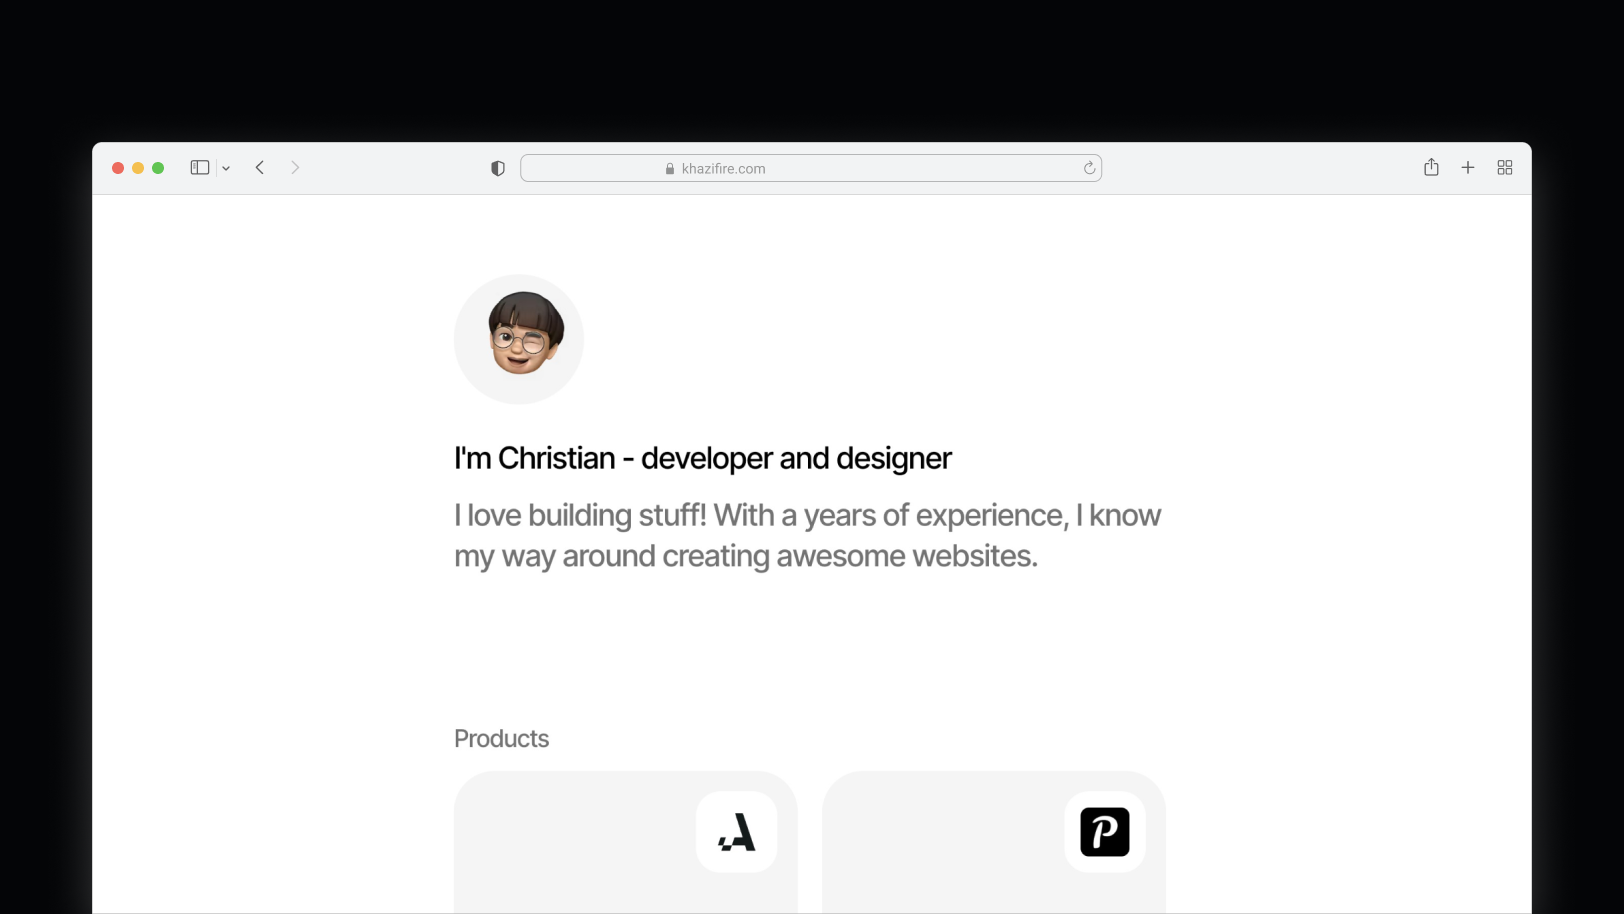 khazifire.com
I'm Christian - developer and designer
I love building stuff! With a years of experience, I know
my way around creating awesome websites.
Products
A
P